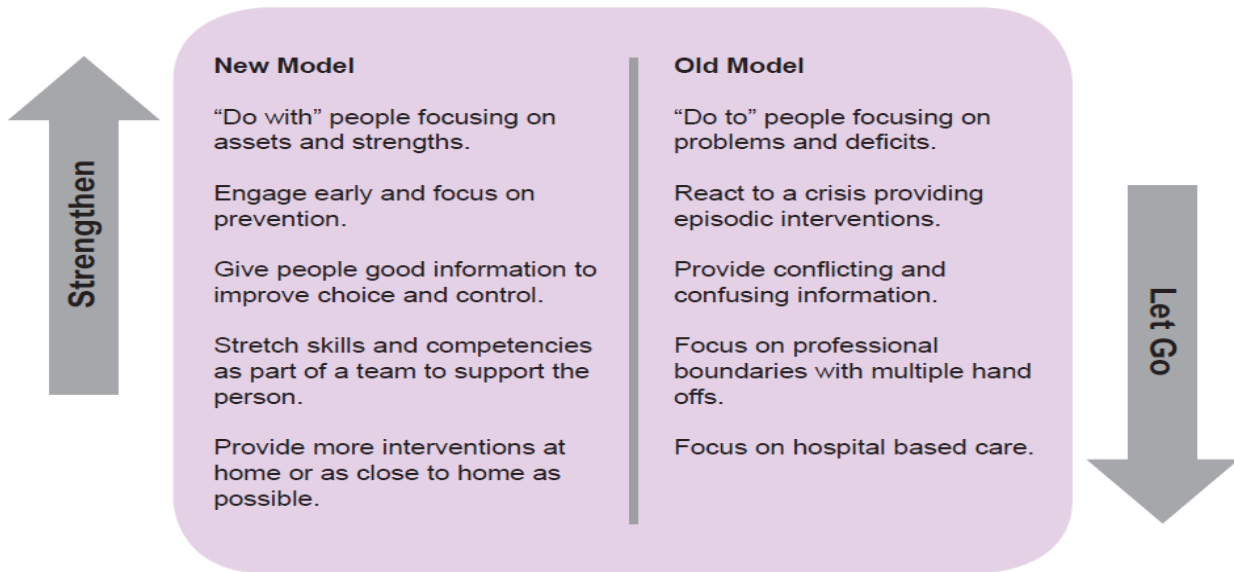 Strengthen
New Model
“Do with” people focusing on
assets and strengths.
Engage early and focus on
prevention.
Give people good information to
improve choice and control.
Stretch skills and competencies
as part of a team to support the
person.
Provide more interventions at
home or as close to home as
possible.
Old Model
“Do to” people focusing on
problems and deficits.
React to a crisis providing
episodic interventions.
Provide conflicting and
confusing information.
Focus on professional
boundaries with multiple hand
offs.
Focus on hospital based care.
Let Go